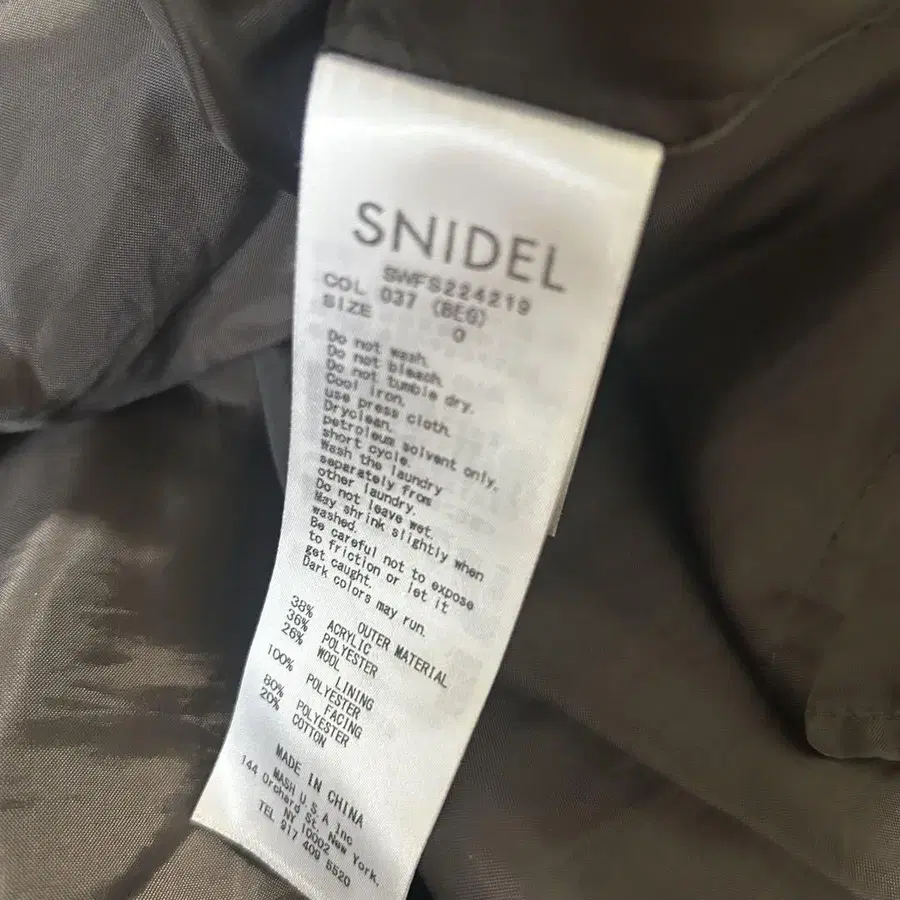 SNIDEL
SWFS224219
COL 037 (BEG)
SIZE 0
Do not wash.
Do not bleach.
Do not tumble dry.
Cool iron.
use press cloth.
Dryclean.
petroleum solvent only.
short cycle.
Wash the laundry
separately from
other laundry.
Do not leave wet.
May shrink slightly when
washed.
Be careful not to expose
to friction or let it
get caught.
Dark colors may run.
OUTER MATERIAL
38% ACRYLIC
36% POLYESTER
26% WOOL
LINING
100% POLYESTER
FACING
80% POLYESTER
20% COTTON
MADE IN CHINA
MASH U.S.A Inc
144 Orchard St. New York,
NY 10002
TEL 917 409 5520